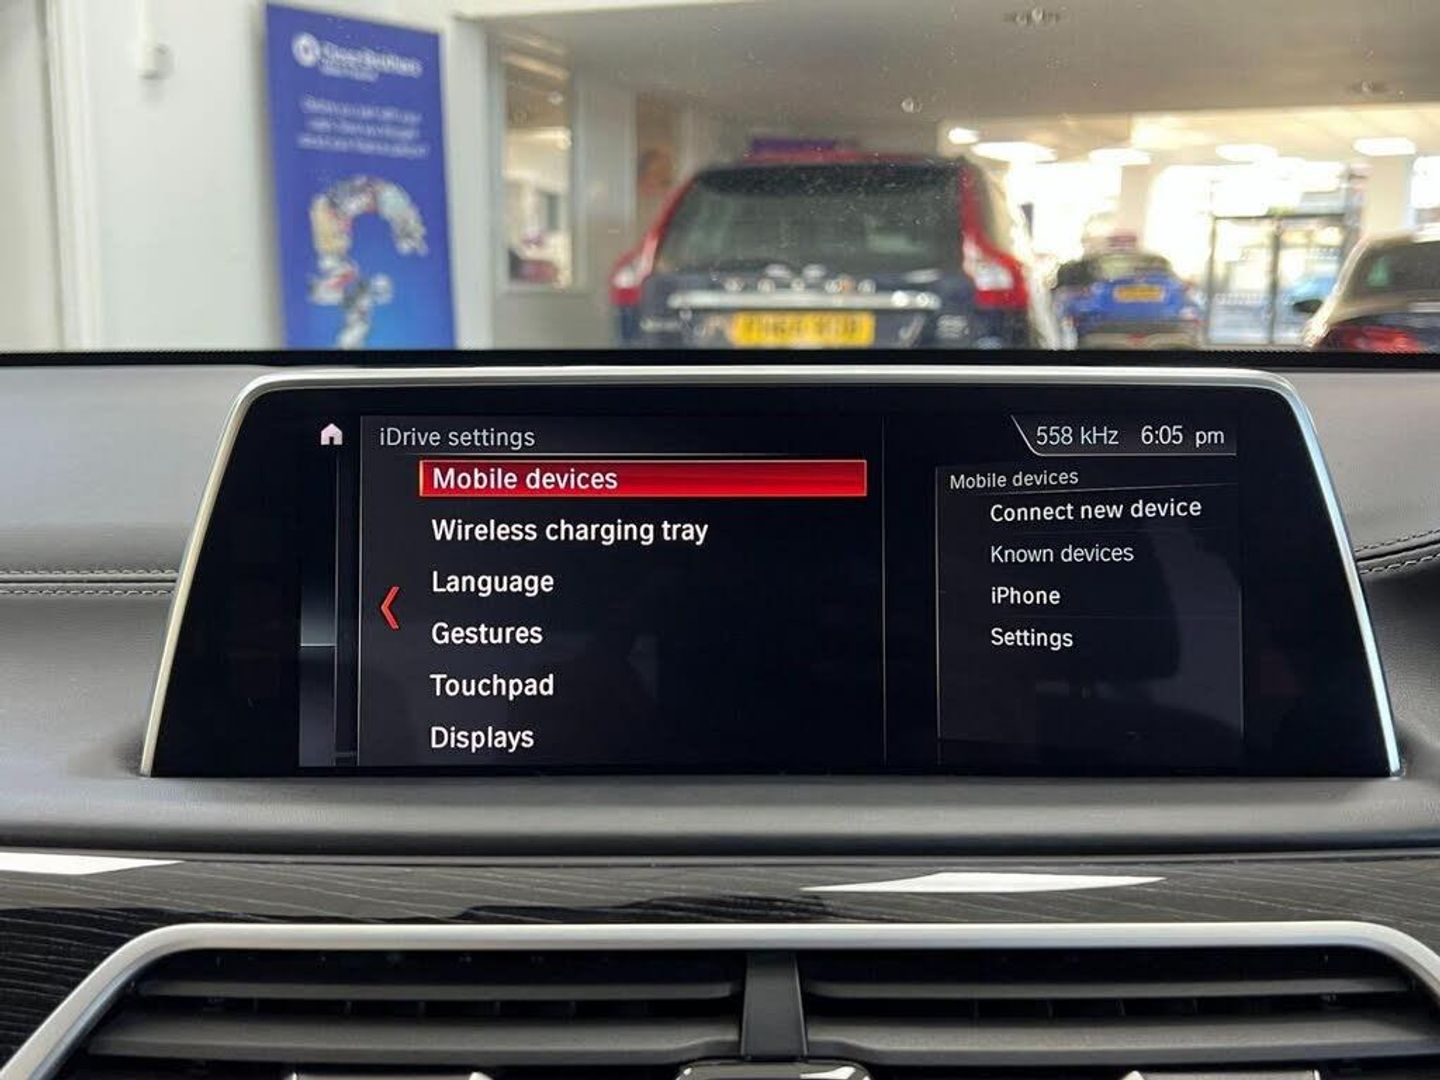 iDrive settings
558 kHz 6:05 pm
Mobile devices
Wireless charging tray
Language
Gestures
Touchpad
Displays
Mobile devices
Connect new device
Known devices
iPhone
Settings
VOLVO